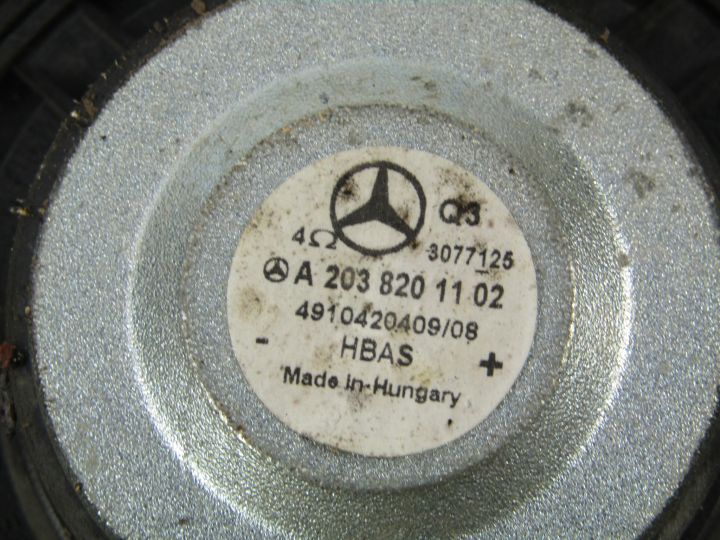 Q3
4Ω
3077125
A 203 820 11 02
4910420409/08
- HBAS +
Made in Hungary